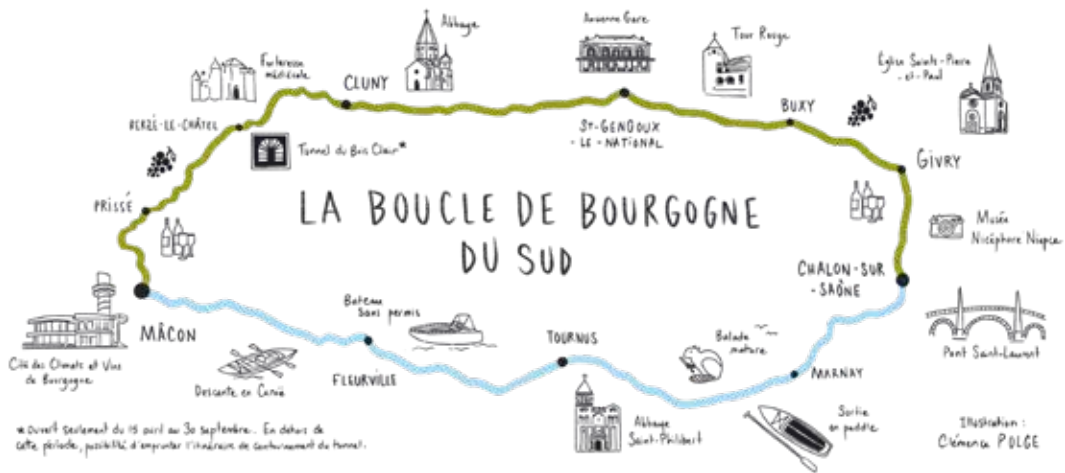 Abbaye
Ancienne Gare
Tour Rouge
Église Sainte-Pierre
-et-Paul
Forteresse
médiévale
CLUNY
BUXY
BERZÉ-LE-CHÂTEL
ST-GENGOUX
-LE-NATIONAL
Tunnel du Bois Clair*
GIVRY
PRISSÉ
LA BOUCLE DE BOURGOGNE
DU SUD
Musée
Nicéphore Niépce
CHALON-SUR
-SAÔNE
MÂCON
Bateau
sans permis
TOURNUS
Balade
nature
Pont Saint-Laurent
Cité des Climats et Vins
de Bourgogne
Descente en Canoë
FLEURVILLE
MARNAY
Abbaye
Saint-Philibert
Sortie
en paddle
Illustration :
Clémence POLGE
*Ouvert seulement du 15 avril au 30 septembre. En dehors de
cette période, possibilité d'emprunter l'itinéraire de contournement du tunnel.